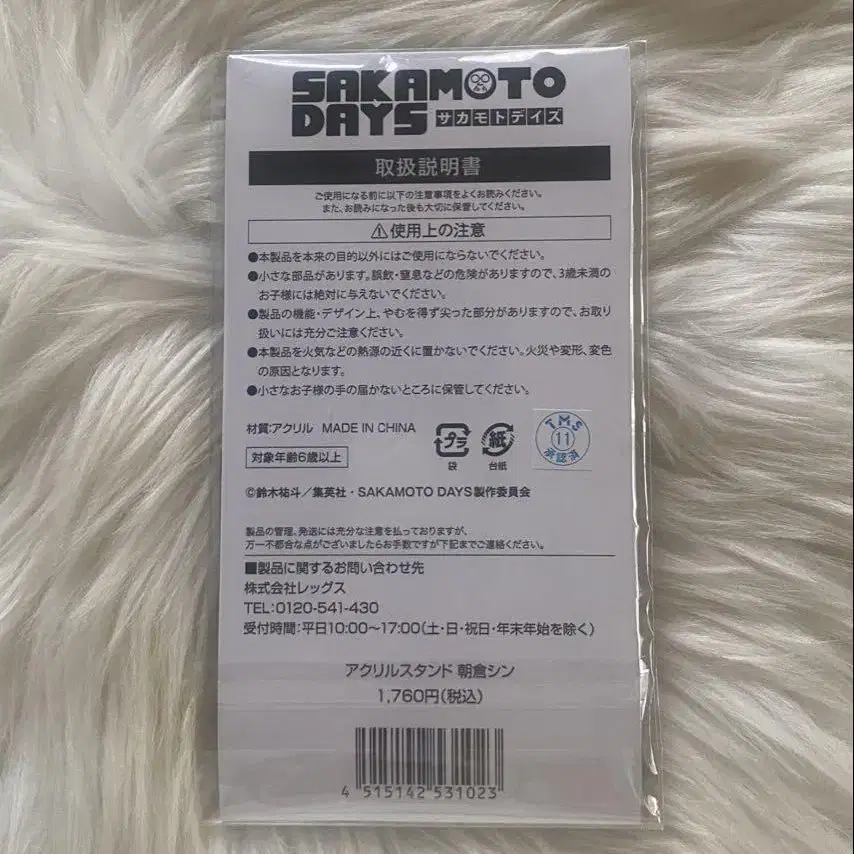 SAKAMOTO
DAYS サカモトデイズ
取扱説明書
ご使用になる前に以下の注意事項をよくお読みください。
また、お読みになった後も大切に保管してください。
⚠使用上の注意
●本製品を本来の目的以外にはご使用にならないでください。
●小さな部品があります。誤飲・窒息などの危険がありますので、3歳未満の
お子様には絶対に与えないでください。
●製品の機能・デザイン上、やむを得ず尖った部分がありますので、お取り
扱いには充分ご注意ください。
●本製品を火気などの熱源の近くに置かないでください。火災や変形、変色
の原因となります。
●小さなお子様の手の届かないところに保管してください。
材質:アクリル MADE IN CHINA
対象年齢6歳以上
プラ
袋
紙
台紙
TMS
11
承認済
©鈴木祐斗／集英社・SAKAMOTO DAYS製作委員会
製品の管理、発送には充分な注意を払っておりますが、
万一不都合な点がございましたらお手数ですが下記までご連絡ください。
■製品に関するお問い合わせ先
株式会社レッグス
TEL:0120-541-430
受付時間:平日10:00～17:00(土・日・祝日・年末年始を除く)
アクリルスタンド 朝倉シン
1,760円(税込)
4 515142 531023